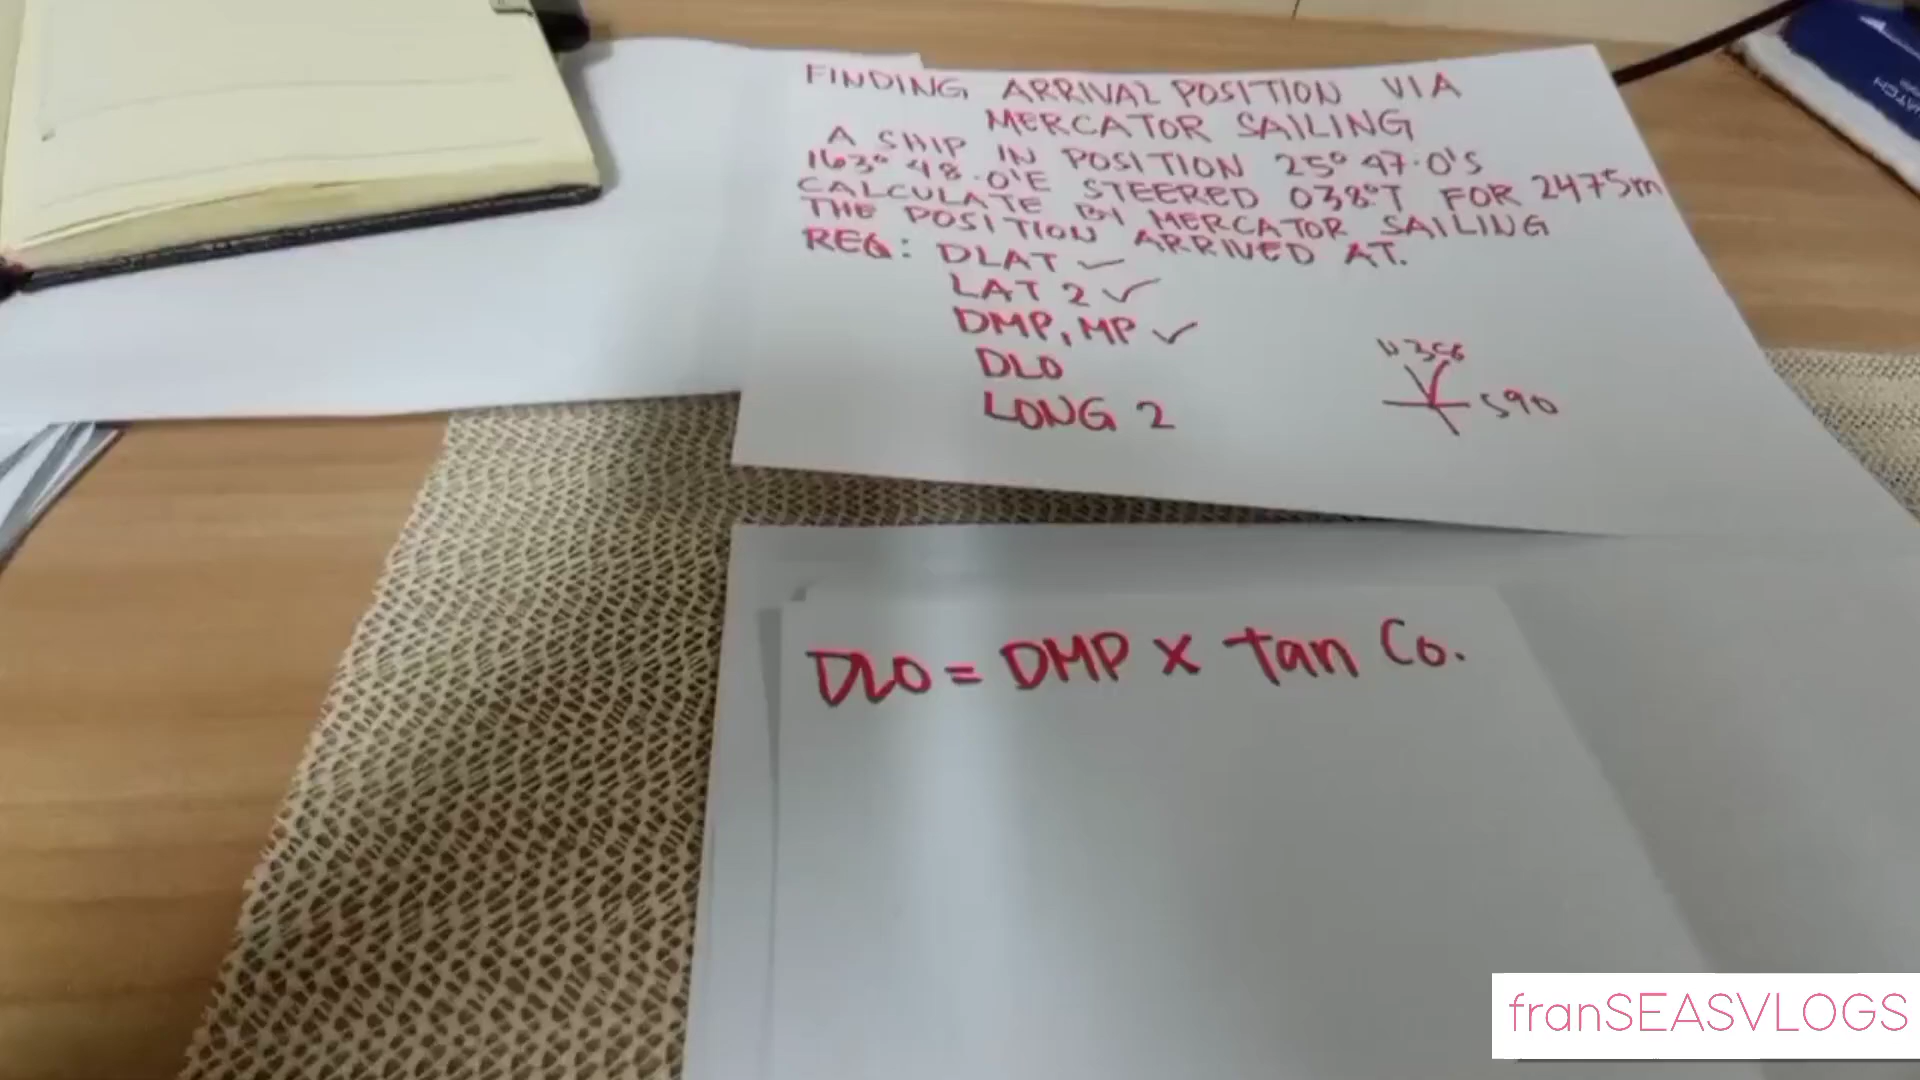 FINDING ARRIVAL POSITION VIA
MERCATOR SAILING
A SHIP IN POSITION 25° 47.0'S
163° 48.0'E STEERED 038°T FOR 2475m
CALCULATE BY MERCATOR SAILING
THE POSITION ARRIVED AT.
REQ: DLAT ✓
LAT 2 ✓
DMP, MP ✓
DLO
LONG 2
S90
DLO = DMP x tan Co.
franSEASVLOGS